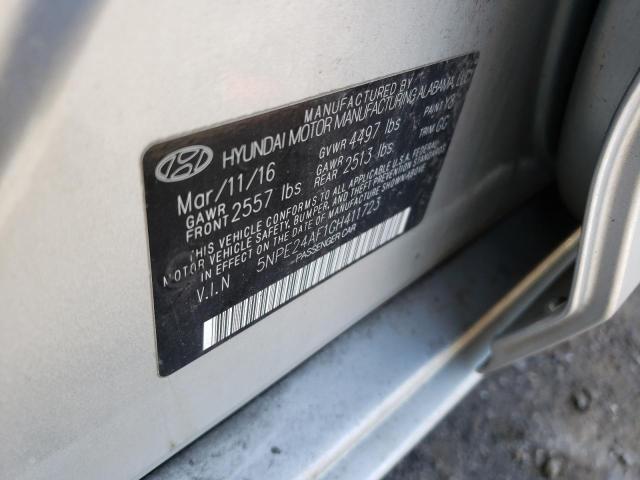 MANUFACTURED BY
HYUNDAI MOTOR MANUFACTURING ALABAMA, LLC
Mar/11/16 GVWR 4497 lbs PAINT
GAWR FRONT 2557 lbs GAWR REAR 2513 lbs. TRIM
THIS VEHICLE CONFORMS TO ALL APPLICABLE U.S.A. FEDERAL
MOTOR VEHICLE SAFETY, BUMPER, AND THEFT PREVENTION STANDARDS
IN EFFECT ON THE DATE OF MANUFACTURE SHOWN ABOVE
V.I.N 5NPE24AF1GH411723
PASSENGER CAR